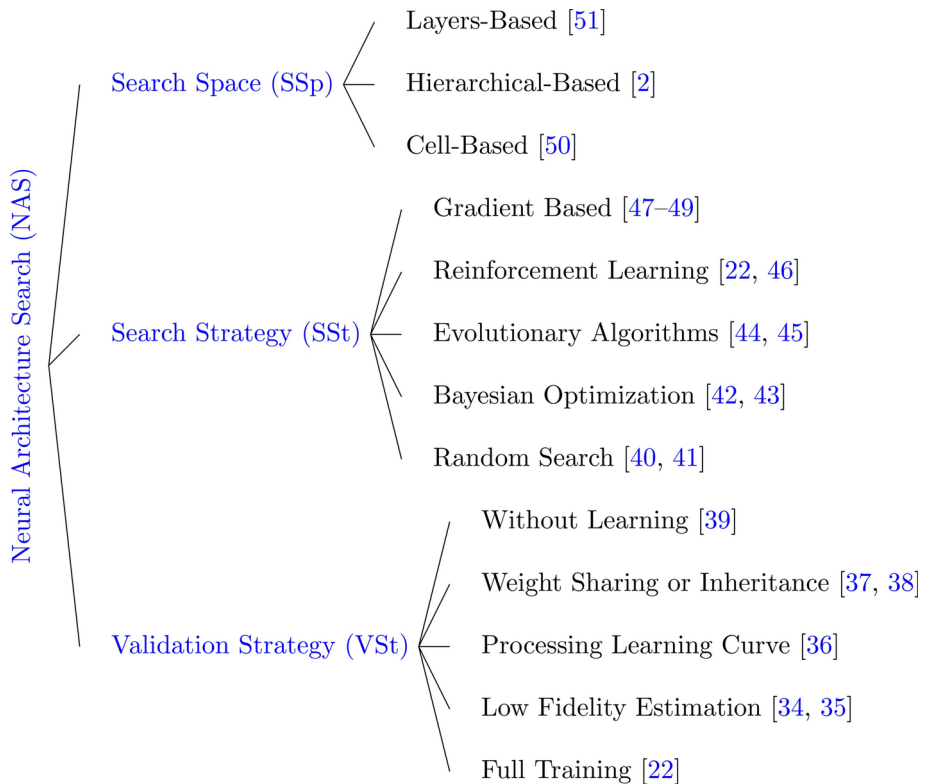 Neural Architecture Search (NAS)
Search Space (SSp)
Layers-Based [51]
Hierarchical-Based [2]
Cell-Based [50]
Search Strategy (SSt)
Gradient Based [47–49]
Reinforcement Learning [22, 46]
Evolutionary Algorithms [44, 45]
Bayesian Optimization [42, 43]
Random Search [40, 41]
Validation Strategy (VSt)
Without Learning [39]
Weight Sharing or Inheritance [37, 38]
Processing Learning Curve [36]
Low Fidelity Estimation [34, 35]
Full Training [22]